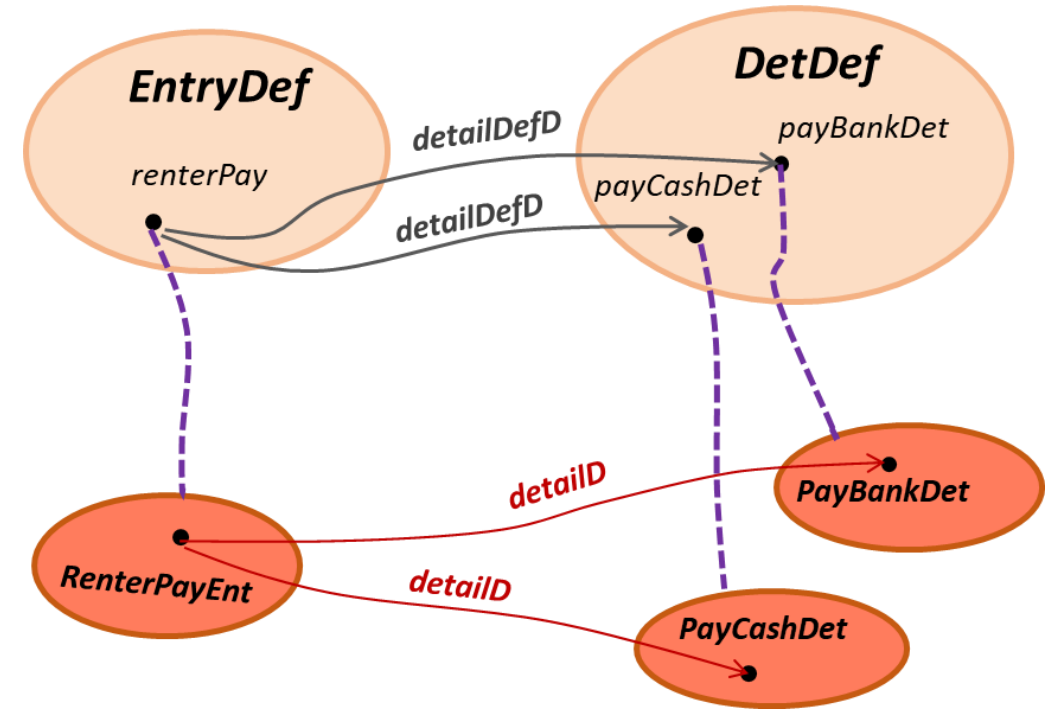 EntryDef
DetDef
detailDefD
payBankDet
renterPay
payCashDet
detailDefD
detailD
PayBankDet
RenterPayEnt
detailD
PayCashDet